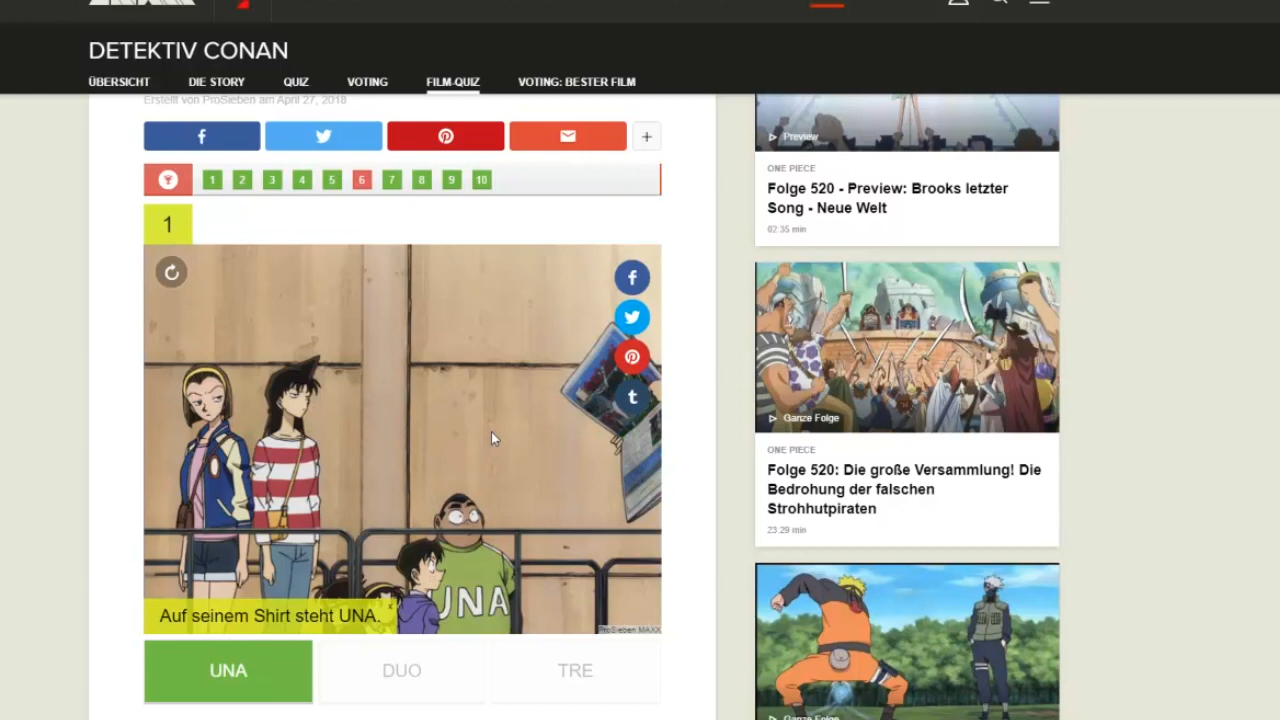 DETEKTIV CONAN
ÜBERSICHT DIE STORY QUIZ VOTING FILM-QUIZ VOTING: BESTER FILM
Erstellt von ProSieben am April 27, 2018
+
1 2 3 4 5 6 7 8 9 10
1
UNA
Auf seinem Shirt steht UNA.
ProSieben MAXX
UNA DUO TRE
Preview
ONE PIECE
Folge 520 - Preview: Brooks letzter
Song - Neue Welt
02:35 min
Ganze Folge
ONE PIECE
Folge 520: Die große Versammlung! Die
Bedrohung der falschen
Strohhutpiraten
23:29 min
Ganze Folge